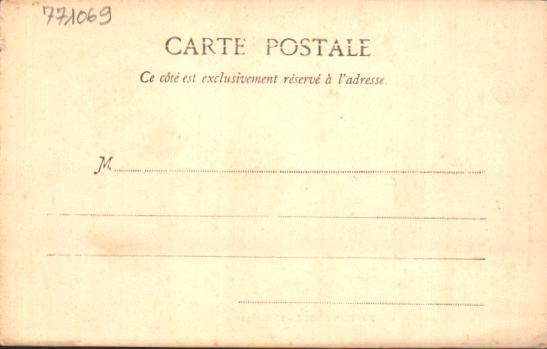 771069
CARTE POSTALE
Ce côté est exclusivement réservé à l'adresse.
M